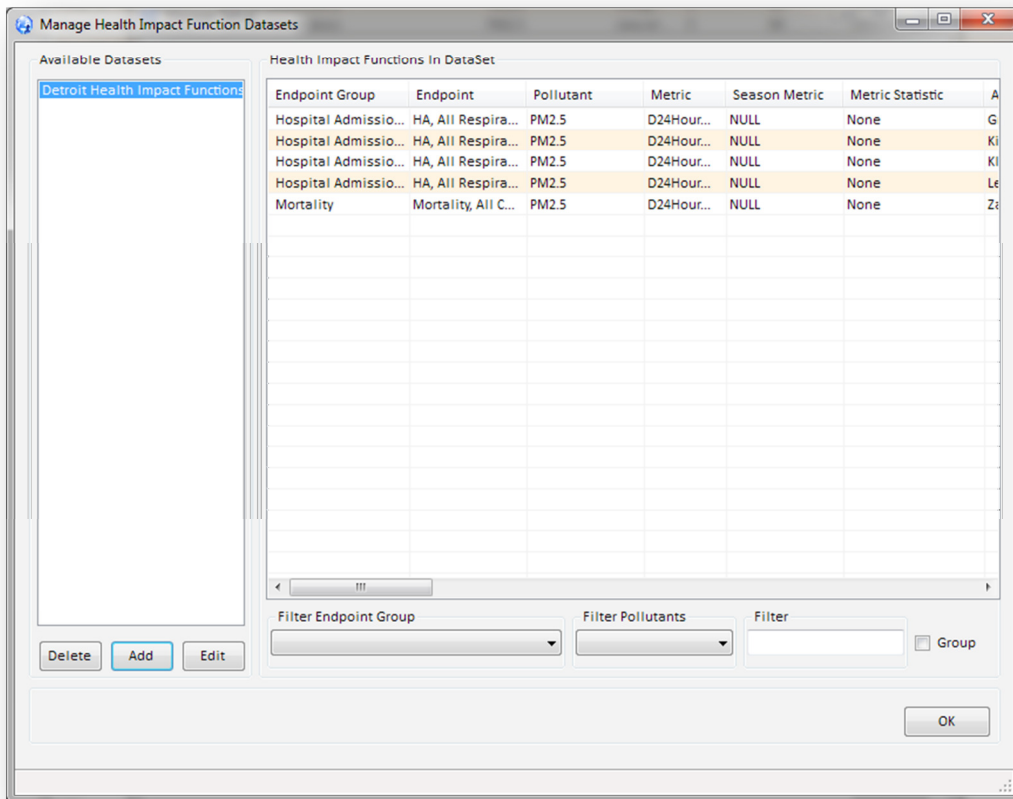 Manage Health Impact Function Datasets
Available Datasets
Detroit Health Impact Functions
Health Impact Functions In DataSet
Endpoint Group Endpoint Pollutant Metric Season Metric Metric Statistic A
Hospital Admissio... HA, All Respira... PM2.5 D24Hour... NULL None G
Hospital Admissio... HA, All Respira... PM2.5 D24Hour... NULL None Ki
Hospital Admissio... HA, All Respira... PM2.5 D24Hour... NULL None Kl
Hospital Admissio... HA, All Respira... PM2.5 D24Hour... NULL None Le
Mortality Mortality, All C... PM2.5 D24Hour... NULL None Za
Filter Endpoint Group Filter Pollutants Filter
Group
Delete Add Edit
OK